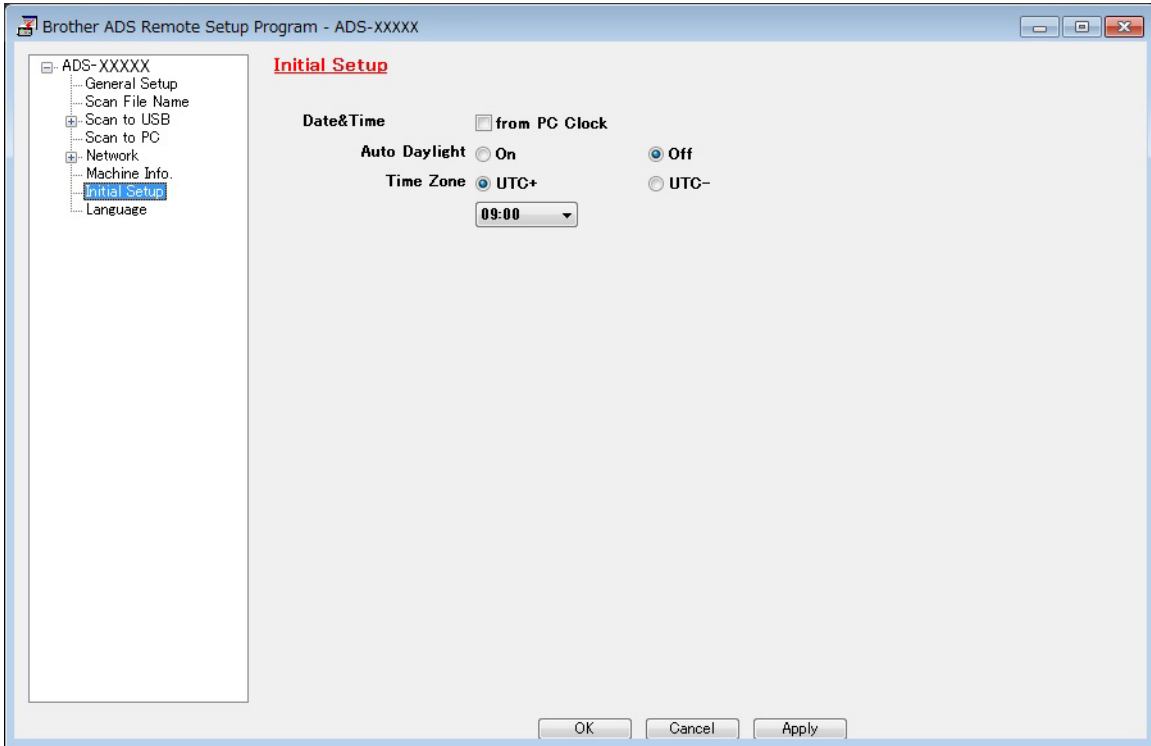 Brother ADS Remote Setup Program - ADS-XXXXX
ADS-XXXXX
General Setup
Scan File Name
Scan to USB
Scan to PC
Network
Machine Info.
Initial Setup
Language
Initial Setup
Date&Time from PC Clock
Auto Daylight On Off
Time Zone UTC+ UTC-
09:00
OK Cancel Apply